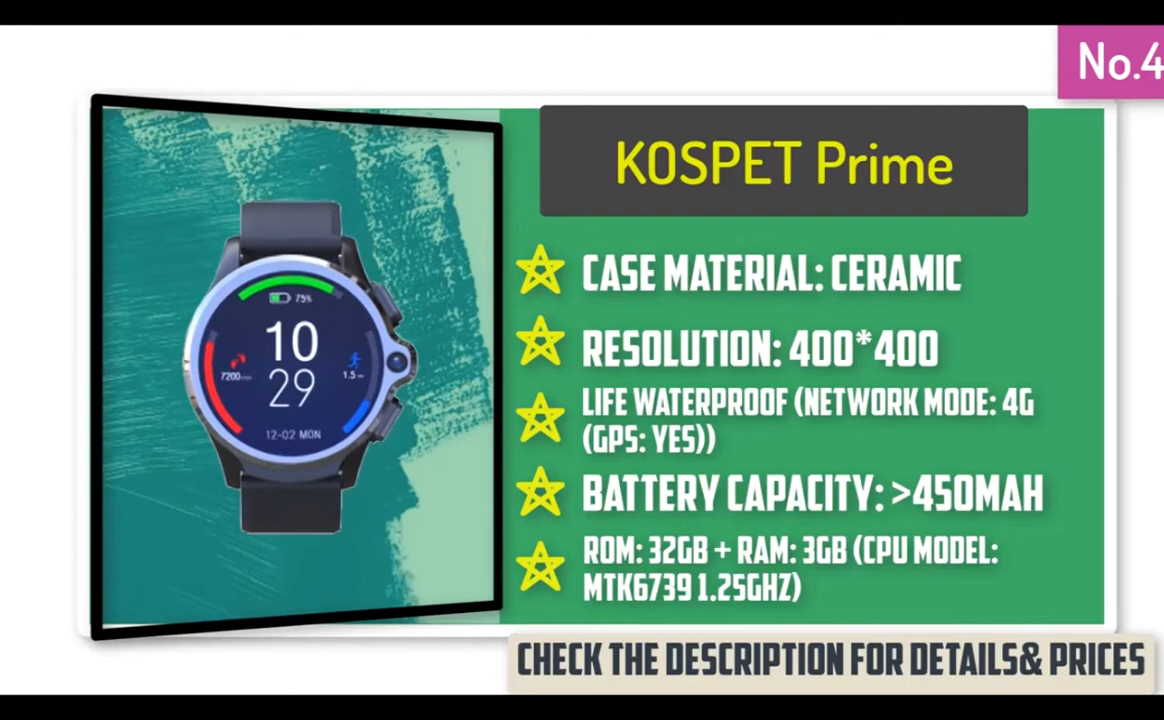 No.4
KOSPET Prime
CASE MATERIAL: CERAMIC
RESOLUTION: 400*400
LIFE WATERPROOF (NETWORK MODE: 4G
(GPS: YES))
BATTERY CAPACITY: >450MAH
ROM: 32GB + RAM: 3GB (CPU MODEL:
MTK6739 1.25GHZ)
75%
10
29
7200
1.5
12-02 MON
CHECK THE DESCRIPTION FOR DETAILS& PRICES